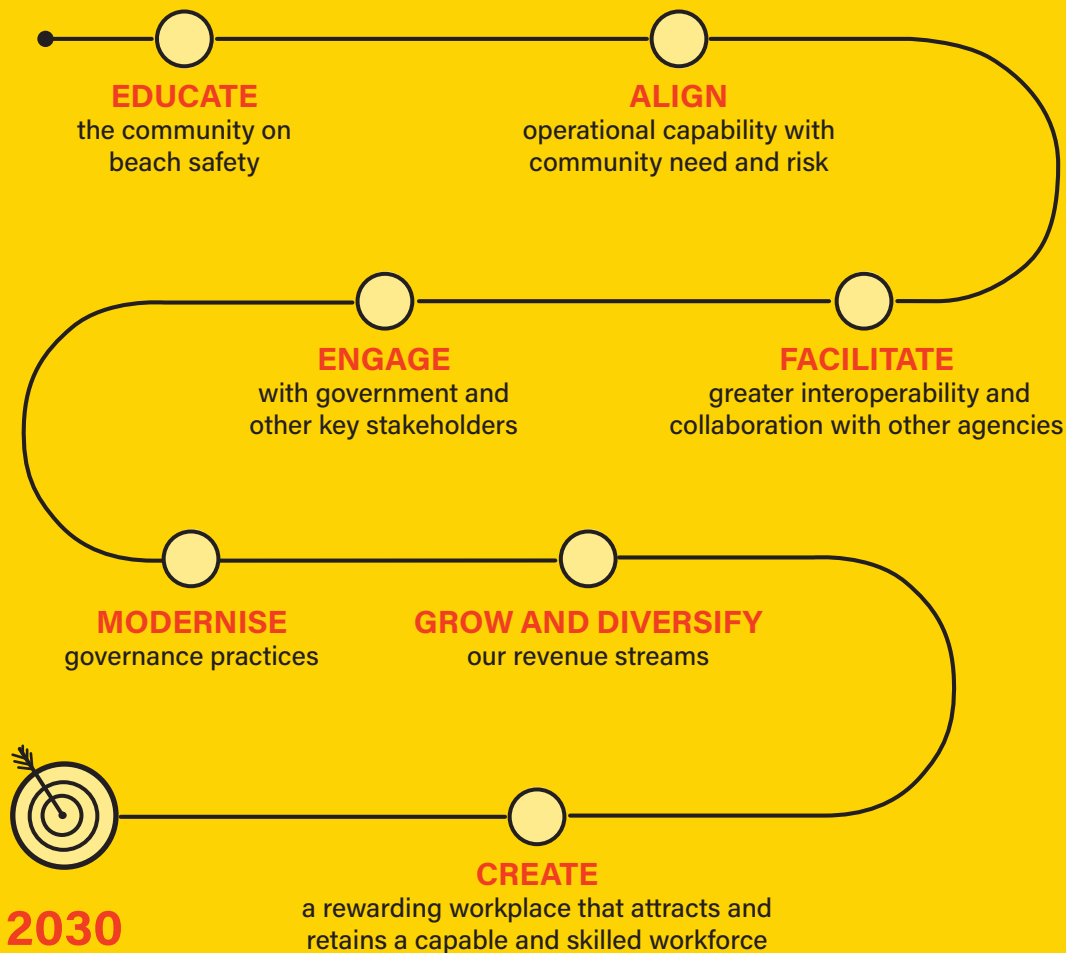 EDUCATE
the community on
beach safety
ALIGN
operational capability with
community need and risk
FACILITATE
greater interoperability and
collaboration with other agencies
ENGAGE
with government and
other key stakeholders
MODERNISE
governance practices
GROW AND DIVERSIFY
our revenue streams
CREATE
a rewarding workplace that attracts and
retains a capable and skilled workforce
2030